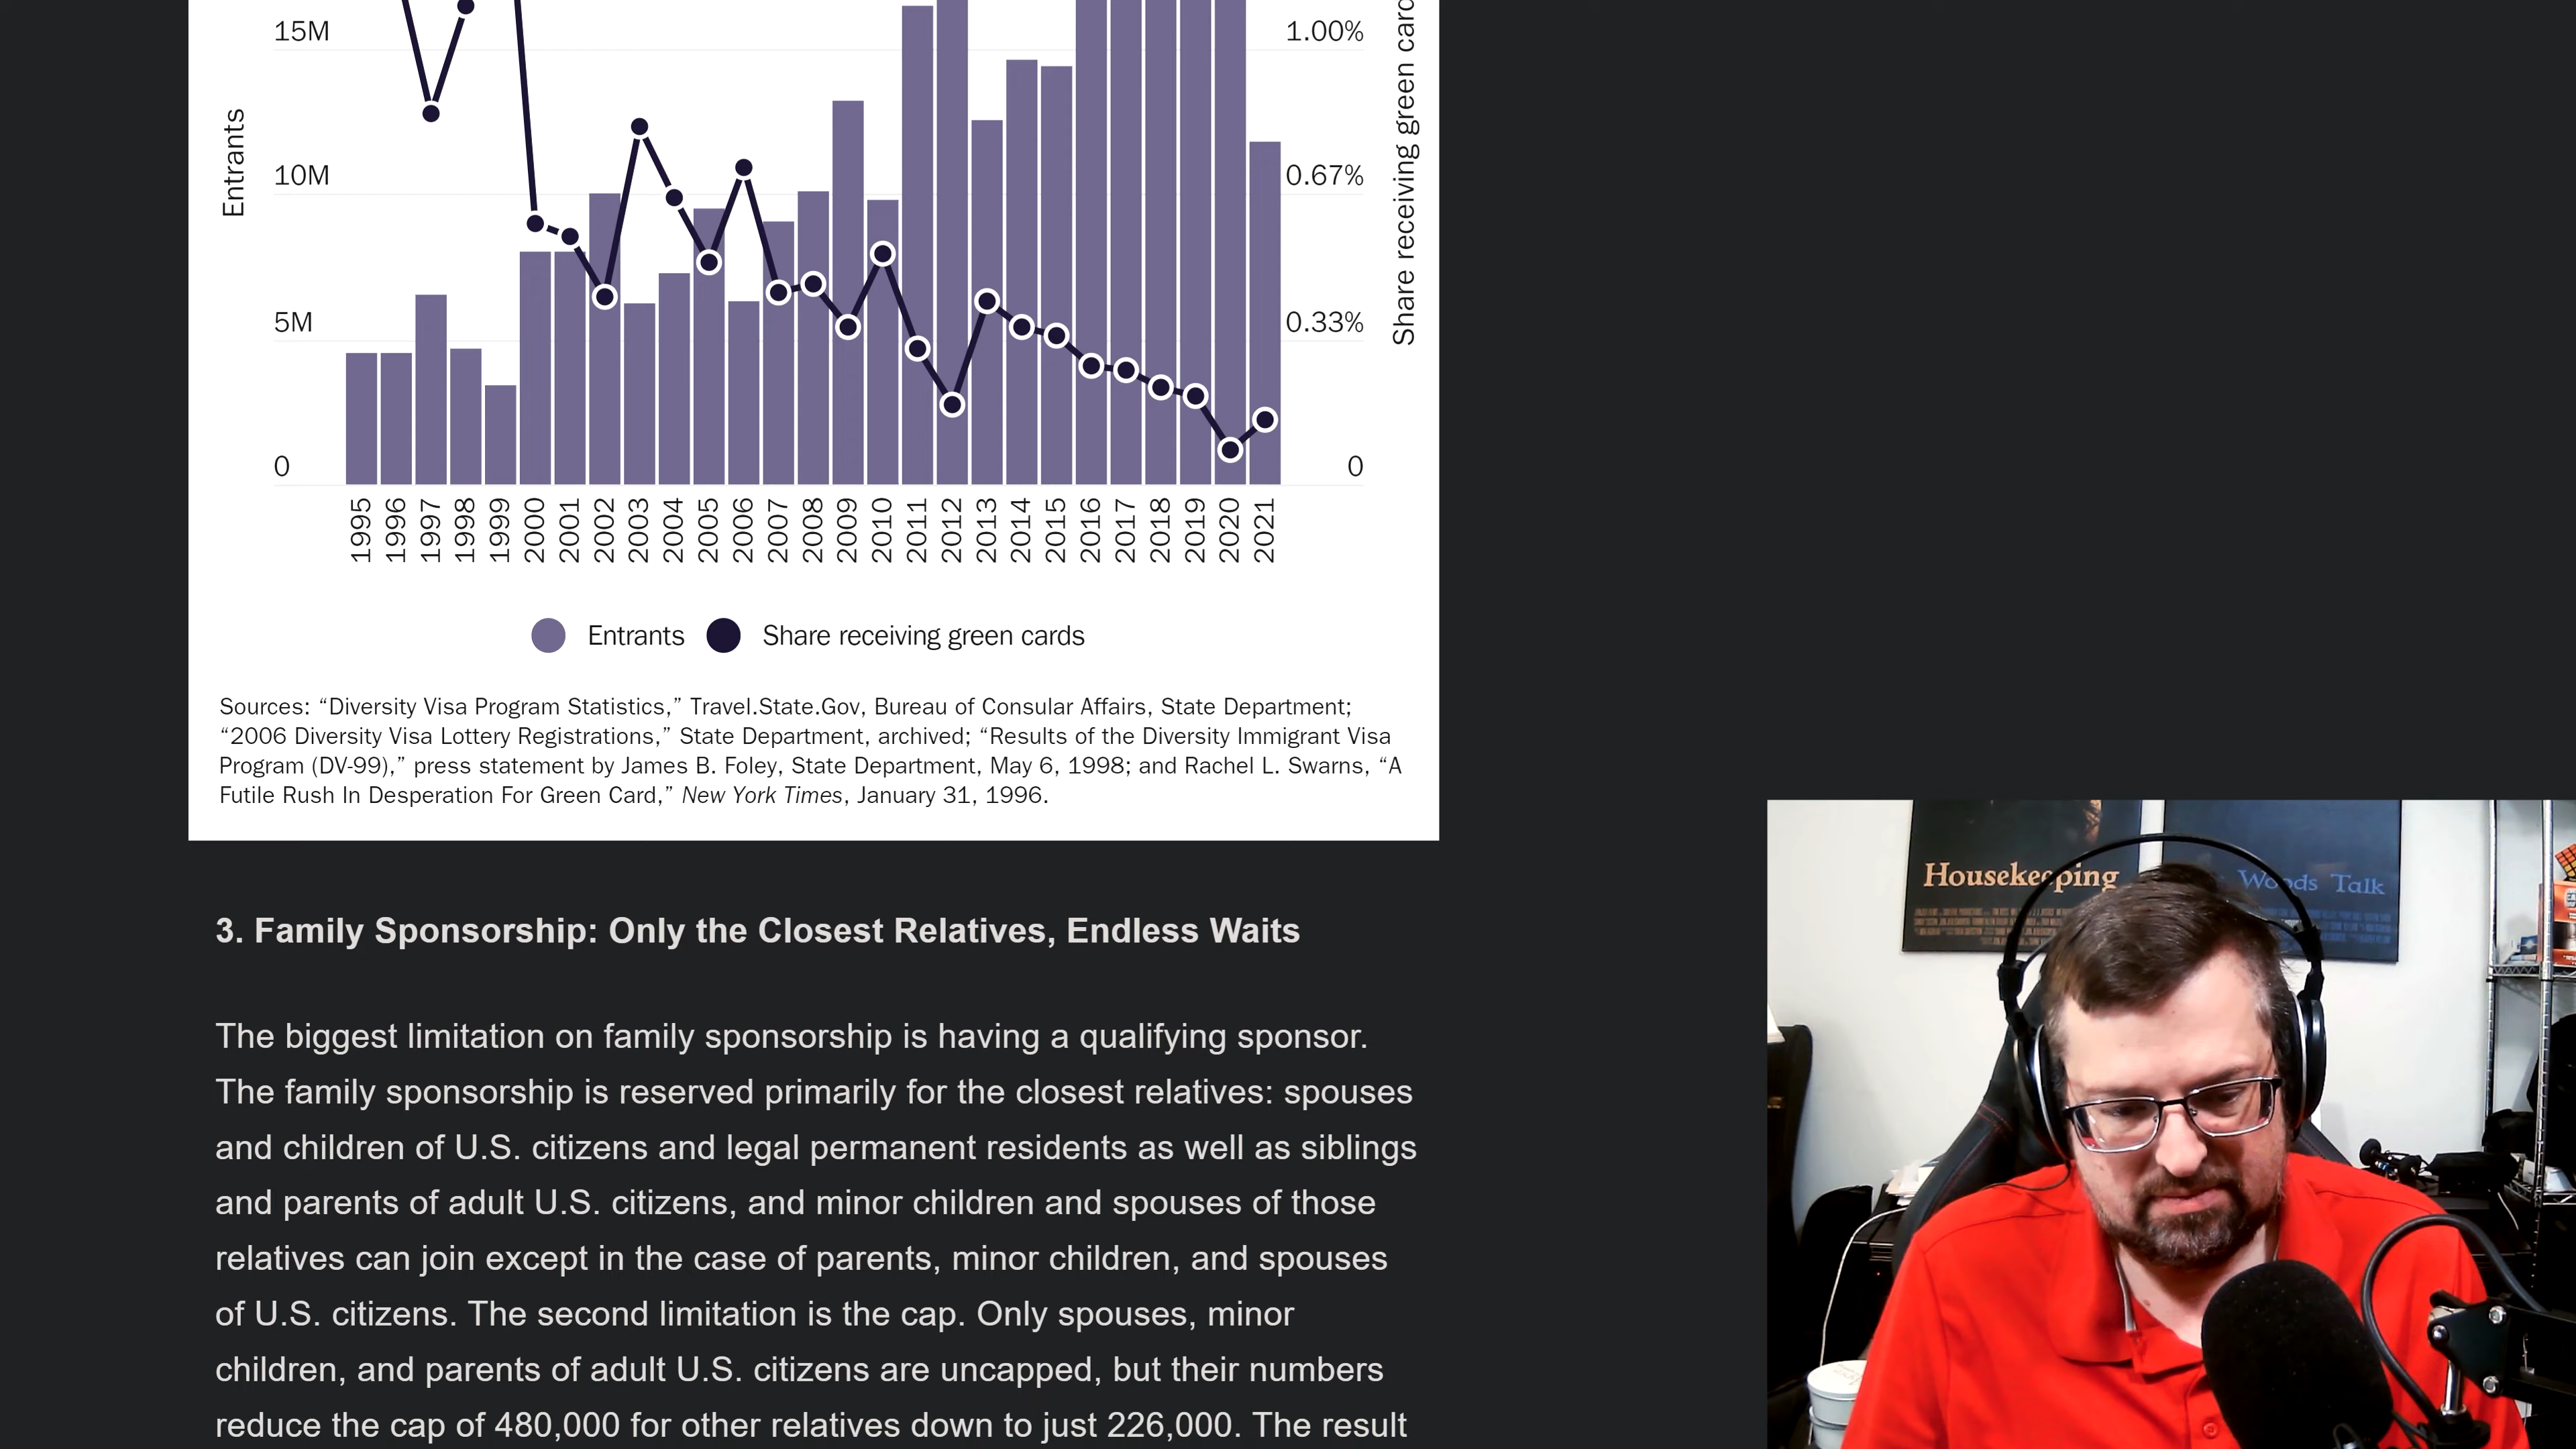 15M
1.00%
Share receiving green card
Entrants
10M
0.67%
5M
0.33%
0
0
1995
1996
1997
1998
1999
2000
2001
2002
2003
2004
2005
2006
2007
2008
2009
2010
2011
2012
2013
2014
2015
2016
2017
2018
2019
2020
2021
Entrants
Share receiving green cards
Sources: “Diversity Visa Program Statistics,” Travel.State.Gov, Bureau of Consular Affairs, State Department;
“2006 Diversity Visa Lottery Registrations,” State Department, archived; “Results of the Diversity Immigrant Visa
Program (DV-99),” press statement by James B. Foley, State Department, May 6, 1998; and Rachel L. Swarns, “A
Futile Rush In Desperation For Green Card,” New York Times, January 31, 1996.
3. Family Sponsorship: Only the Closest Relatives, Endless Waits
The biggest limitation on family sponsorship is having a qualifying sponsor.
The family sponsorship is reserved primarily for the closest relatives: spouses
and children of U.S. citizens and legal permanent residents as well as siblings
and parents of adult U.S. citizens, and minor children and spouses of those
relatives can join except in the case of parents, minor children, and spouses
of U.S. citizens. The second limitation is the cap. Only spouses, minor
children, and parents of adult U.S. citizens are uncapped, but their numbers
reduce the cap of 480,000 for other relatives down to just 226,000. The result
Housekeeping
Woods Talk